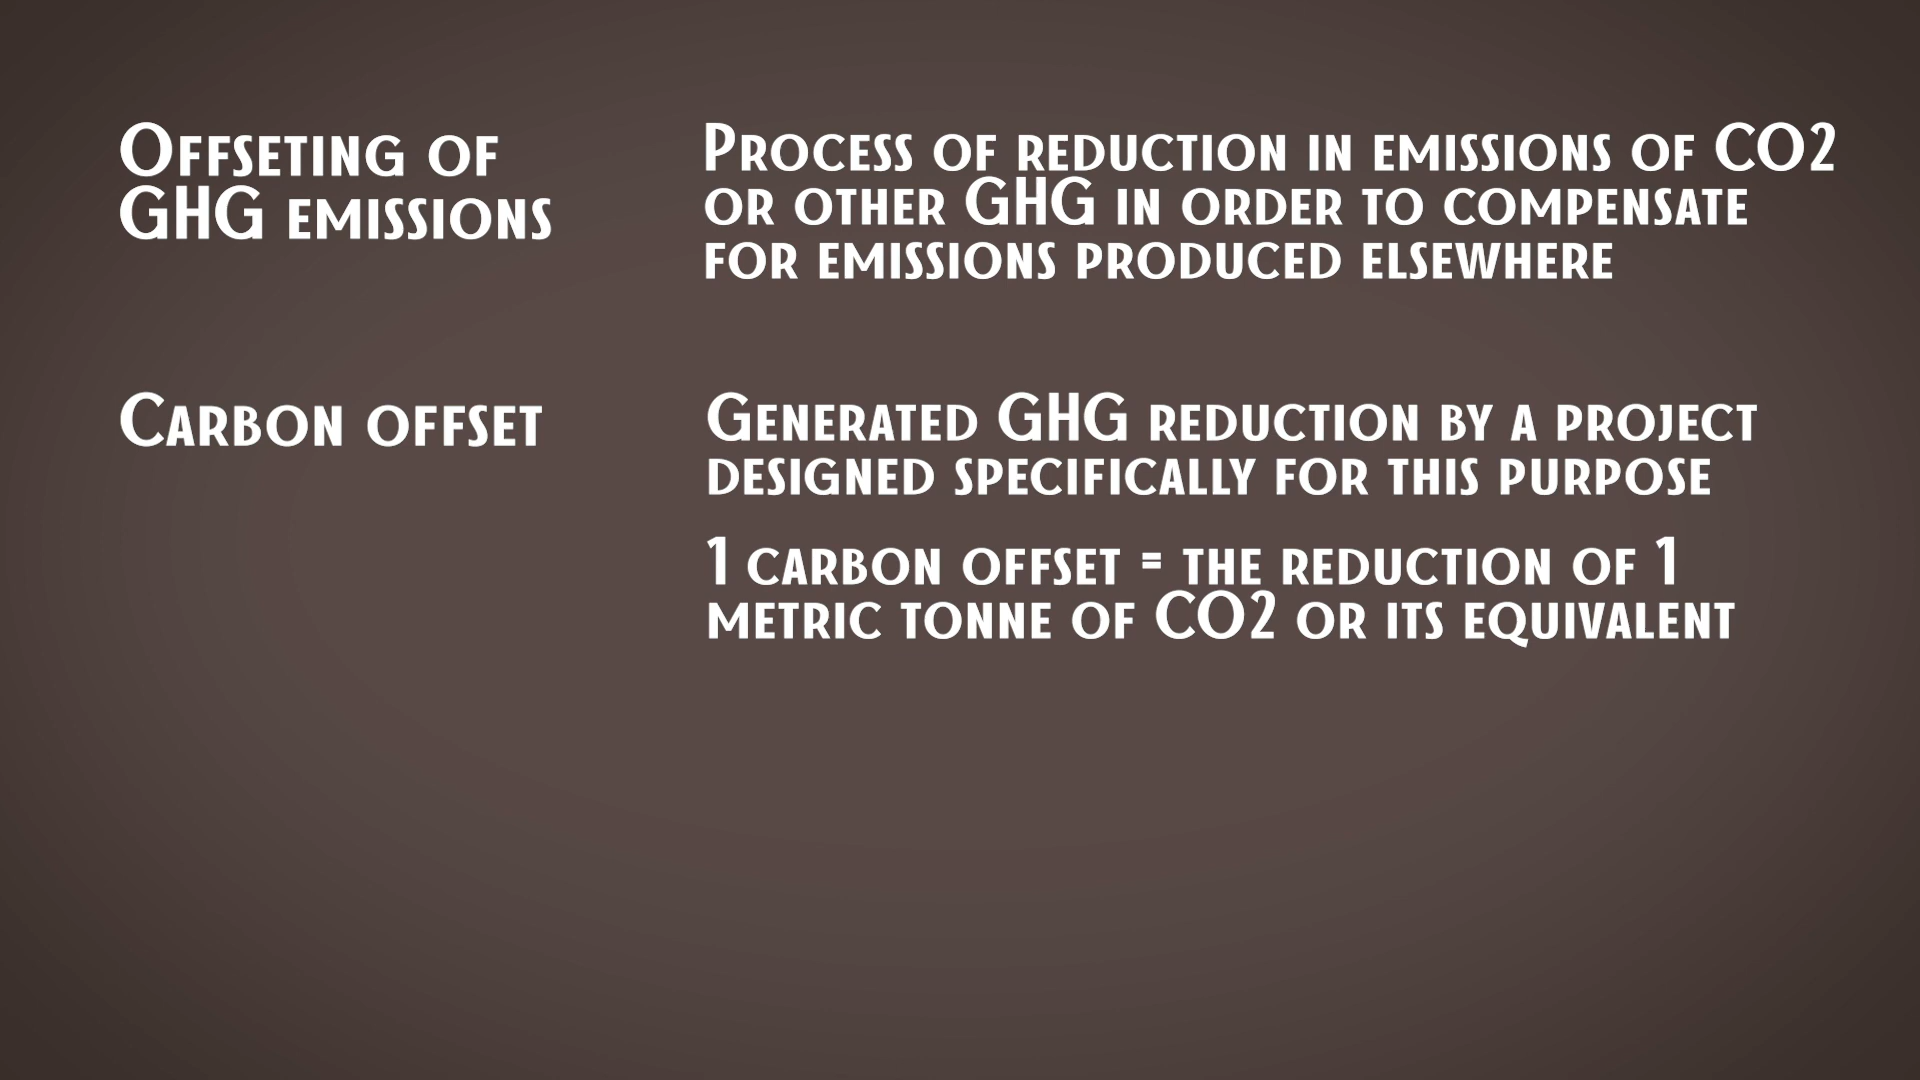 Offseting of
GHG emissions
Process of reduction in emissions of CO2
or other GHG in order to compensate
for emissions produced elsewhere
Carbon offset
Generated GHG reduction by a project
designed specifically for this purpose
1 carbon offset = the reduction of 1
metric tonne of CO2 or its equivalent